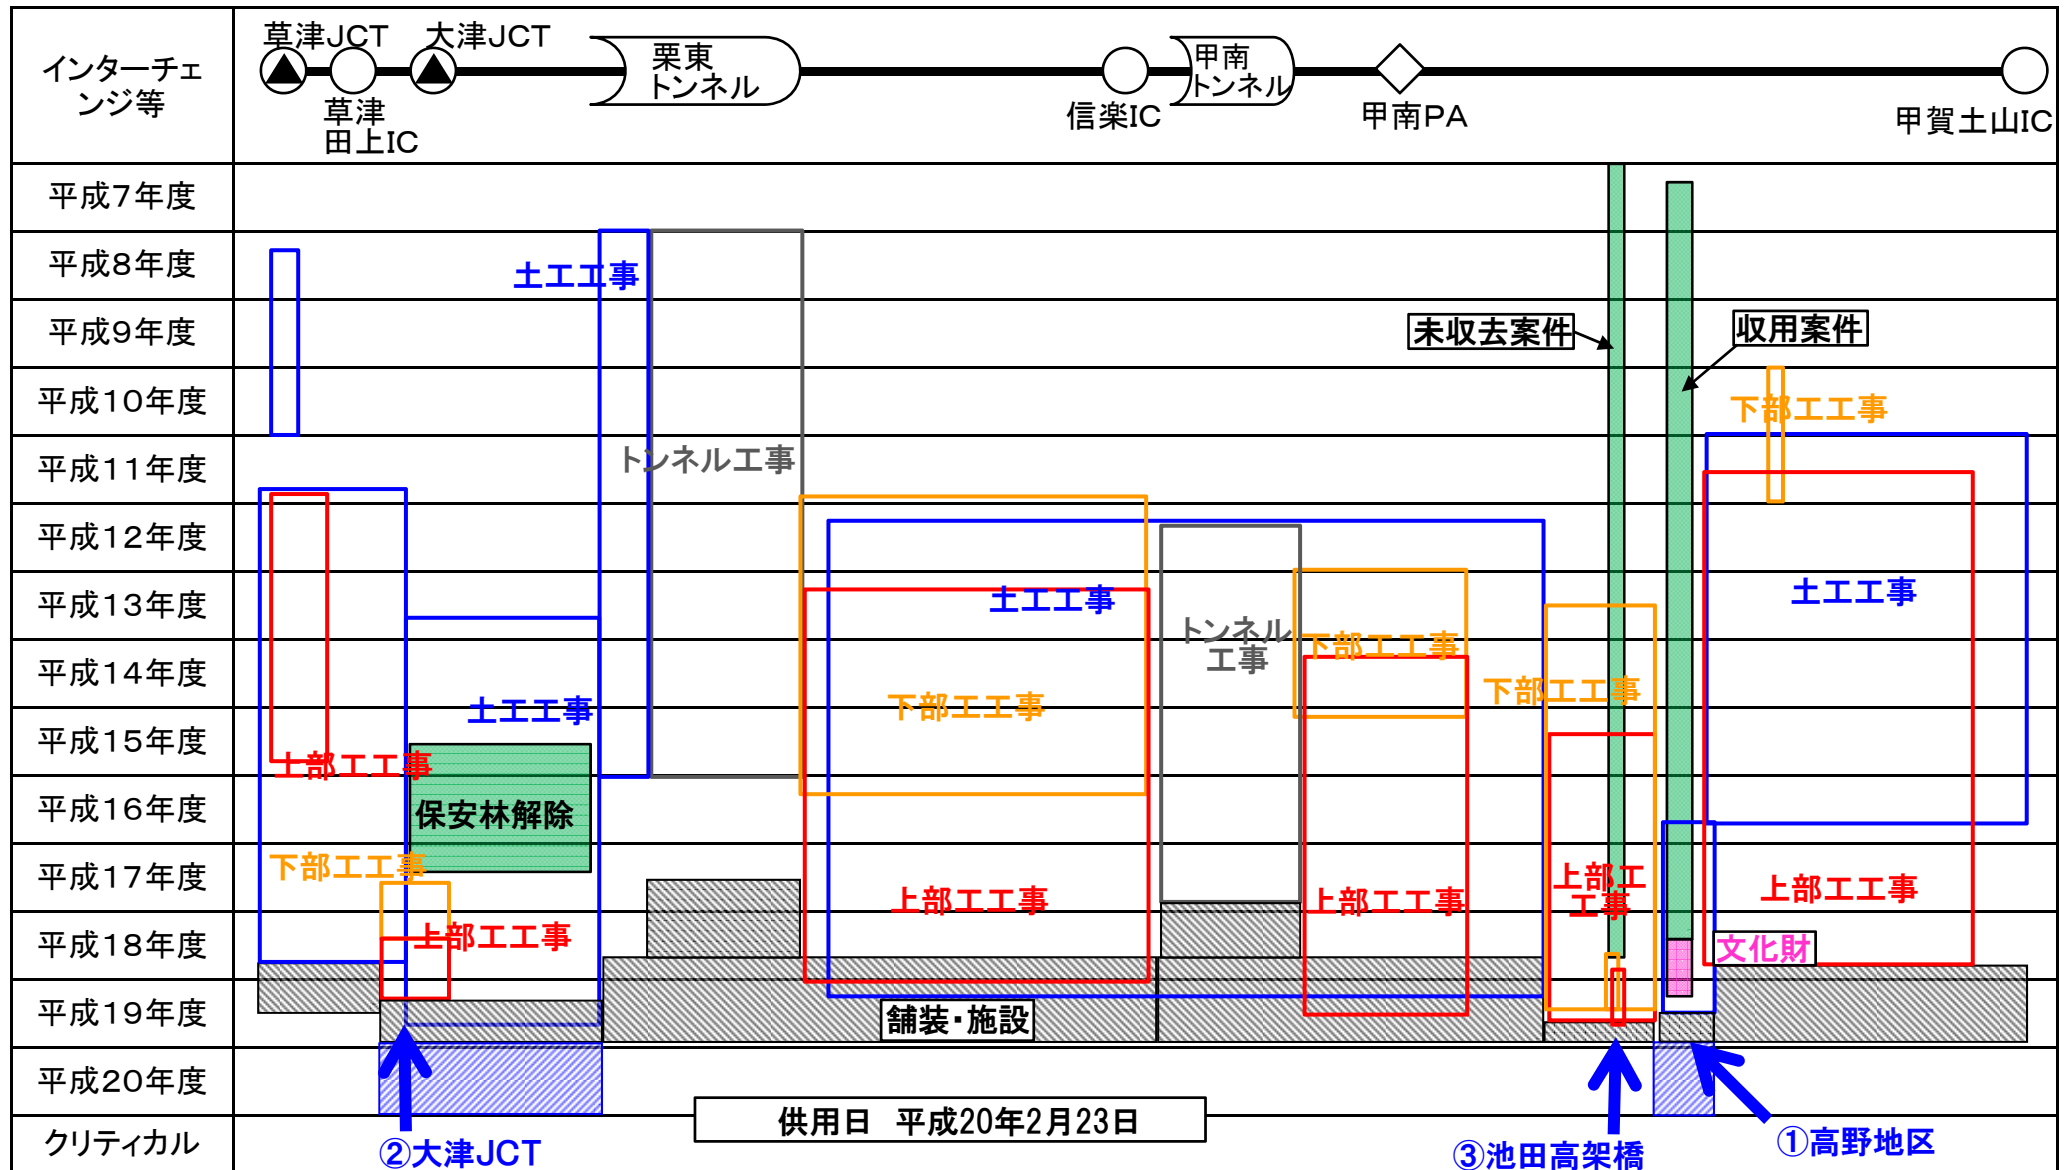 インターチェ
ンジ等
草津JCT
大津JCT
草津
田上IC
栗東
トンネル
信楽IC
甲南
トンネル
甲南PA
甲賀土山IC
平成7年度
平成8年度
土工工事
平成9年度
未収去案件
収用案件
平成10年度
下部工工事
平成11年度
トンネル工事
平成12年度
平成13年度
土工工事
トンネル
工事
下部工工事
土工工事
平成14年度
土工工事
下部工工事
下部工工事
平成15年度
上部工工事
平成16年度
保安林解除
平成17年度
下部工工事
上部工工事
上部工工事
上部工
工事
上部工工事
平成18年度
上部工工事
文化財
平成19年度
舗装・施設
平成20年度
供用日 平成20年2月23日
クリティカル
②大津JCT
③池田高架橋
①高野地区